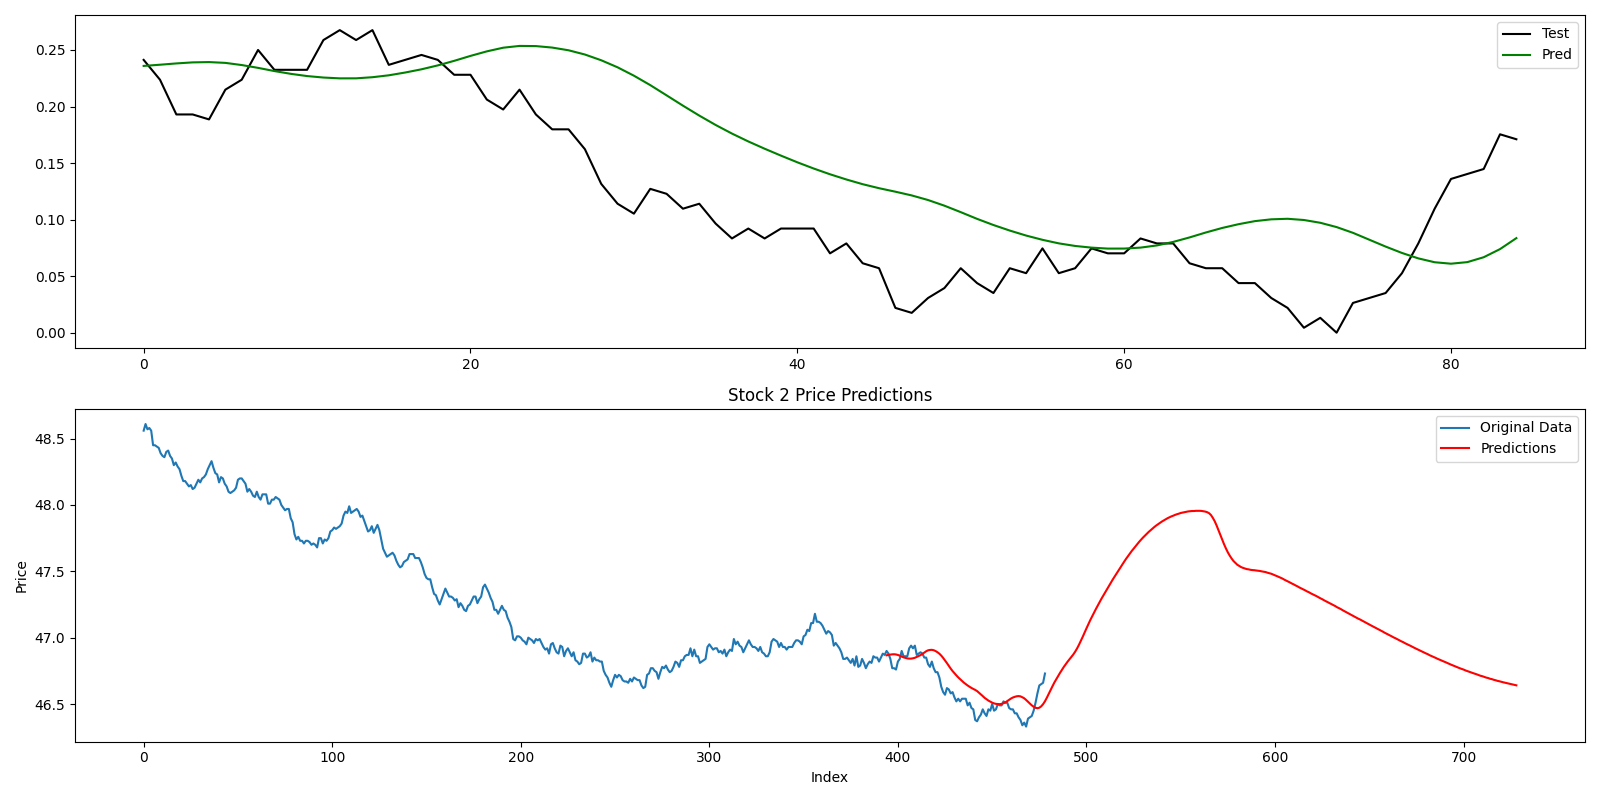 Test
Pred
0.25
0.20
0.15
0.10
0.05
0.00
0 20 40 60 80
Stock 2 Price Predictions
Original Data
Predictions
48.5
48.0
47.5
47.0
46.5
Price
0 100 200 300 400 500 600 700
Index